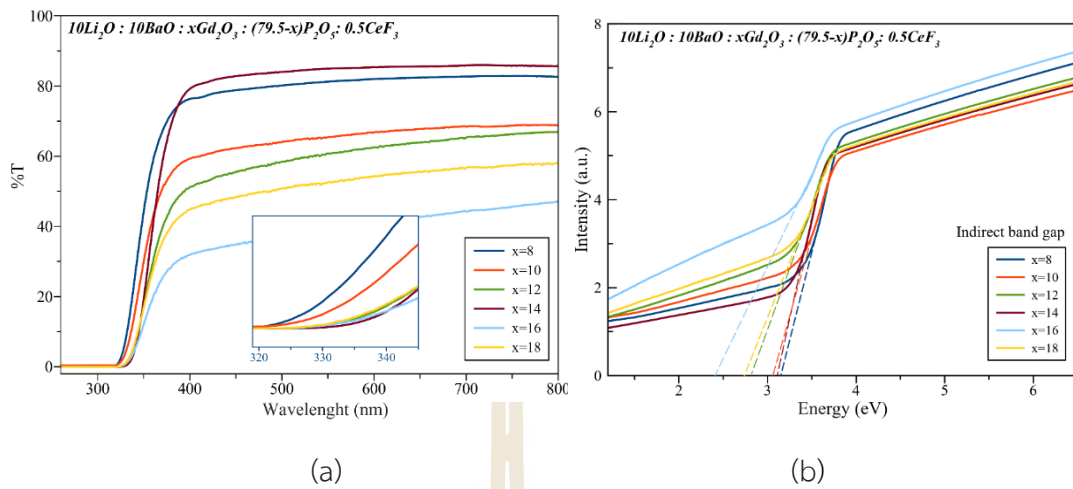 10Li₂O : 10BaO : xGd₂O₃ : (79.5-x)P₂O₅: 0.5CeF₃
100
80
60
40
20
0
%T
300
400
500
600
700
800
Wavelenght (nm)
320
330
340
x=8
x=10
x=12
x=14
x=16
x=18
(a)
10Li₂O : 10BaO : xGd₂O₃ : (79.5-x)P₂O₅: 0.5CeF₃
8
6
4
2
0
Intensity (a.u.)
2
3
4
5
6
Energy (eV)
Indirect band gap
x=8
x=10
x=12
x=14
x=16
x=18
(b)